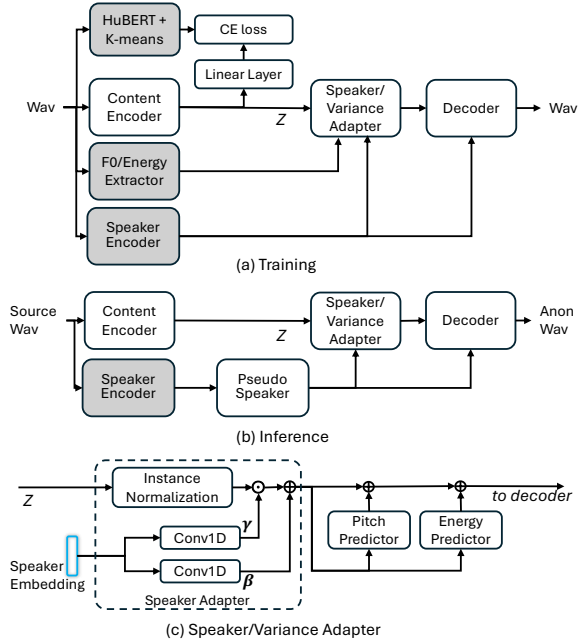 HuBERT +
K-means
CE loss
Linear Layer
Wav
Content
Encoder
Z
Speaker/
Variance
Adapter
Decoder
Wav
F0/Energy
Extractor
Speaker
Encoder
(a) Training
Source
Wav
Content
Encoder
Z
Speaker/
Variance
Adapter
Decoder
Anon
Wav
Speaker
Encoder
Pseudo
Speaker
(b) Inference
Z
Instance
Normalization
to decoder
γ
Conv1D
Pitch
Predictor
Energy
Predictor
Speaker
Embedding
Conv1D
β
Speaker Adapter
(c) Speaker/Variance Adapter